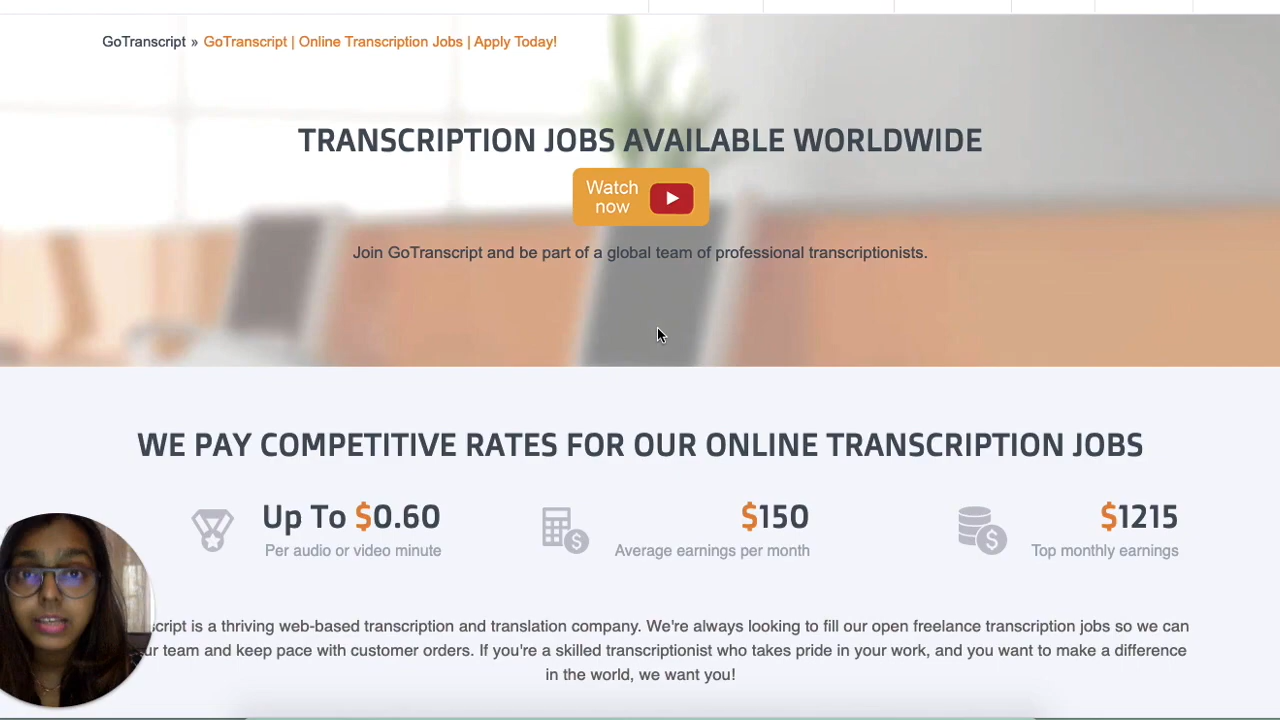 GoTranscript » GoTranscript | Online Transcription Jobs | Apply Today!
TRANSCRIPTION JOBS AVAILABLE WORLDWIDE
Watch
now
Join GoTranscript and be part of a global team of professional transcriptionists.
WE PAY COMPETITIVE RATES FOR OUR ONLINE TRANSCRIPTION JOBS
Up To $0.60
Per audio or video minute
$150
Average earnings per month
$1215
Top monthly earnings
script is a thriving web-based transcription and translation company. We're always looking to fill our open freelance transcription jobs so we can
team and keep pace with customer orders. If you're a skilled transcriptionist who takes pride in your work, and you want to make a difference
in the world, we want you!